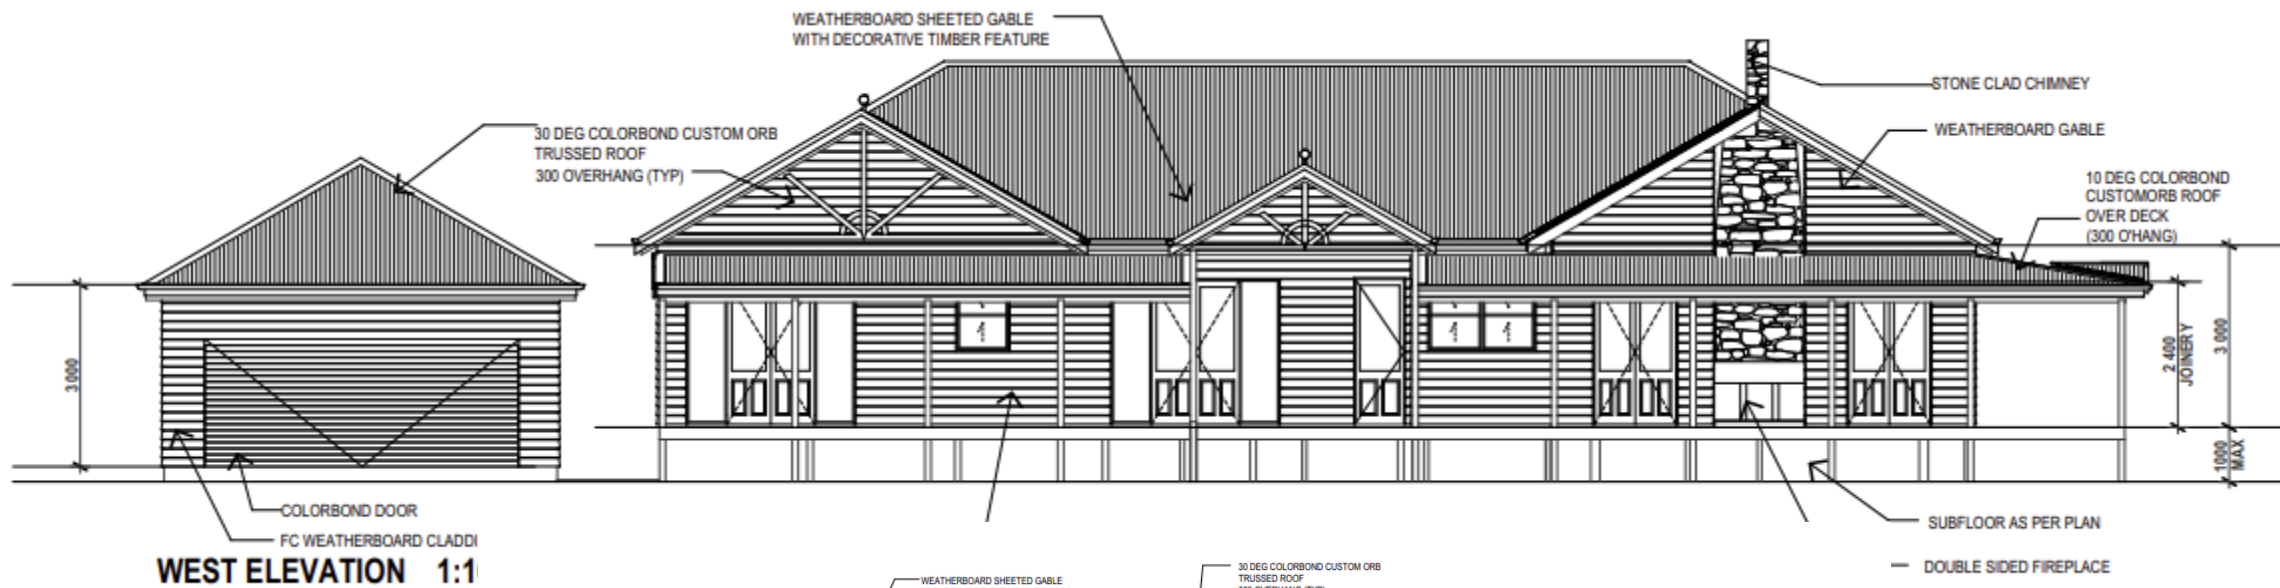 WEATHERBOARD SHEETED GABLE
WITH DECORATIVE TIMBER FEATURE
STONE CLAD CHIMNEY
30 DEG COLORBOND CUSTOM ORB
TRUSSED ROOF
300 OVERHANG (TYP)
WEATHERBOARD GABLE
10 DEG COLORBOND
CUSTOMORB ROOF
OVER DECK
(300 O'HANG)
3 000
2 400
JOINERY
3 000
1000
MAX
COLORBOND DOOR
FC WEATHERBOARD CLADDI
SUBFLOOR AS PER PLAN
DOUBLE SIDED FIREPLACE
WEST ELEVATION 1:1
WEATHERBOARD SHEETED GABLE
30 DEG COLORBOND CUSTOM ORB
TRUSSED ROOF